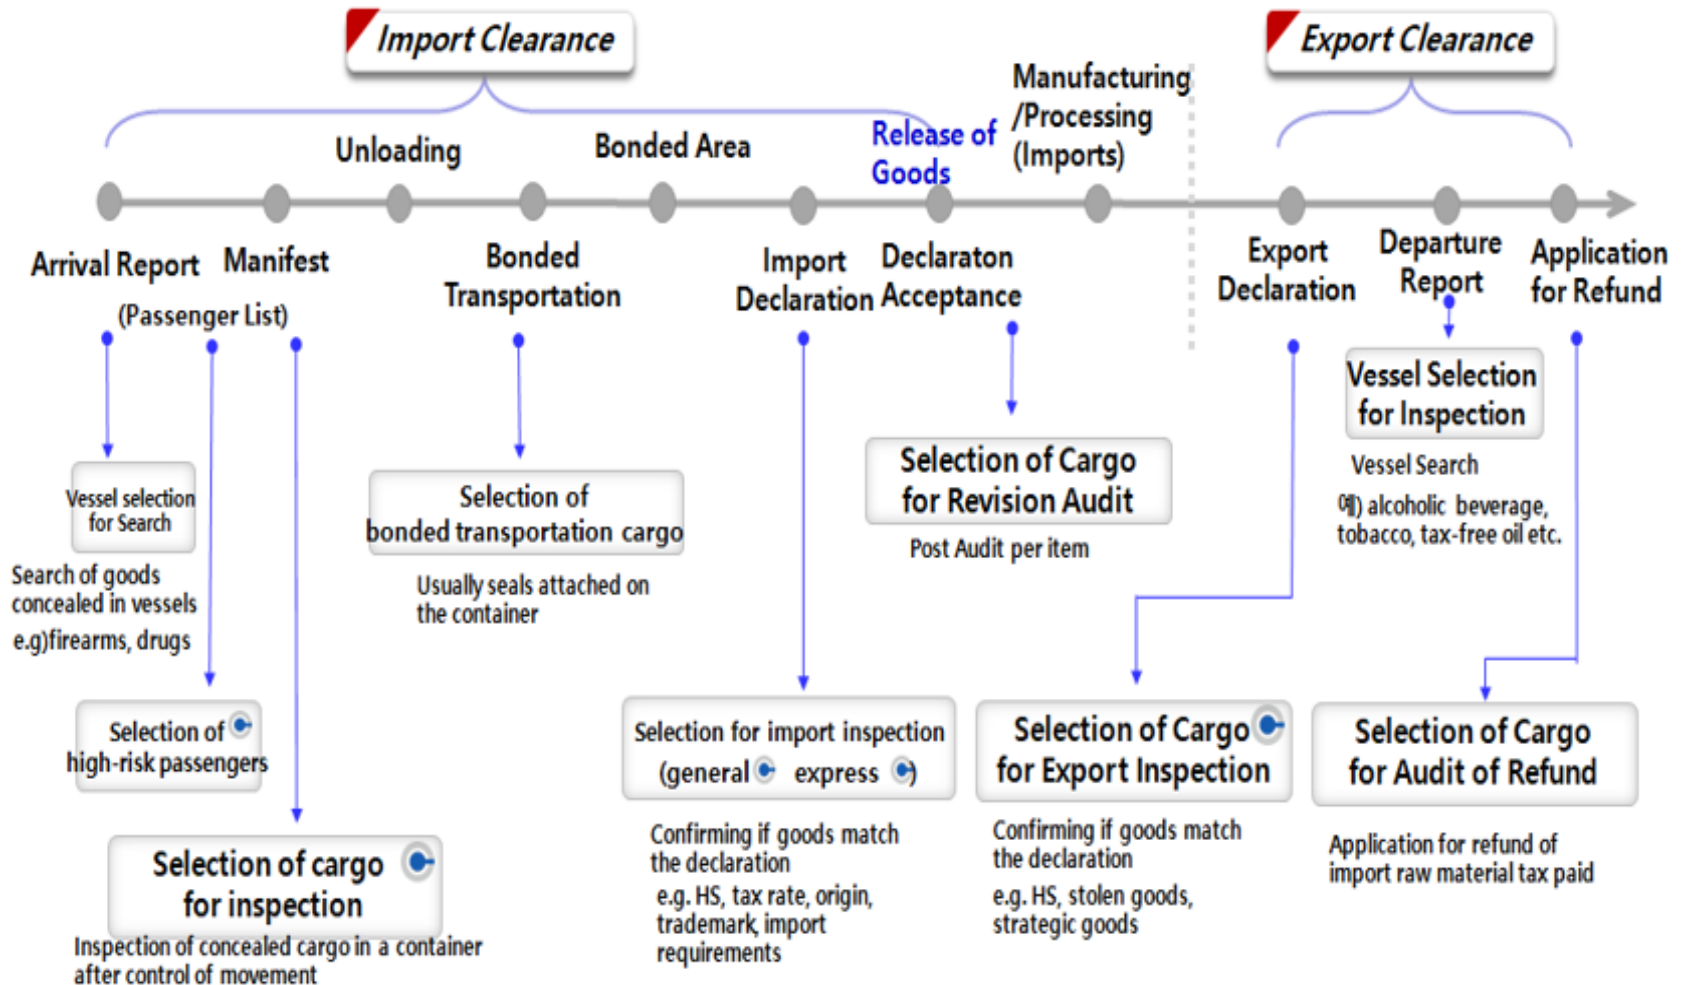 Import Clearance
Export Clearance
Manufacturing
/Processing
(Imports)
Release of
Goods
Unloading
Bonded Area
Arrival Report
Manifest
(Passenger List)
Bonded
Transportation
Import
Declaration
Declaraton
Acceptance
Export
Declaration
Departure
Report
Application
for Refund
Vessel selection
for Search
Search of goods
concealed in vessels
e.g)firearms, drugs
Selection of
high-risk passengers
Selection of cargo
for inspection
Inspection of concealed cargo in a container
after control of movement
Selection of
bonded transportation cargo
Usually seals attached on
the container
Selection for import inspection
(general express )
Confirming if goods match
the declaration
e.g. HS, tax rate, origin,
trademark, import
requirements
Selection of Cargo
for Revision Audit
Post Audit per item
Selection of Cargo
for Export Inspection
Confirming if goods match
the declaration
e.g. HS, stolen goods,
strategic goods
Vessel Selection
for Inspection
Vessel Search
예) alcoholic beverage,
tobacco, tax-free oil etc.
Selection of Cargo
for Audit of Refund
Application for refund of
import raw material tax paid